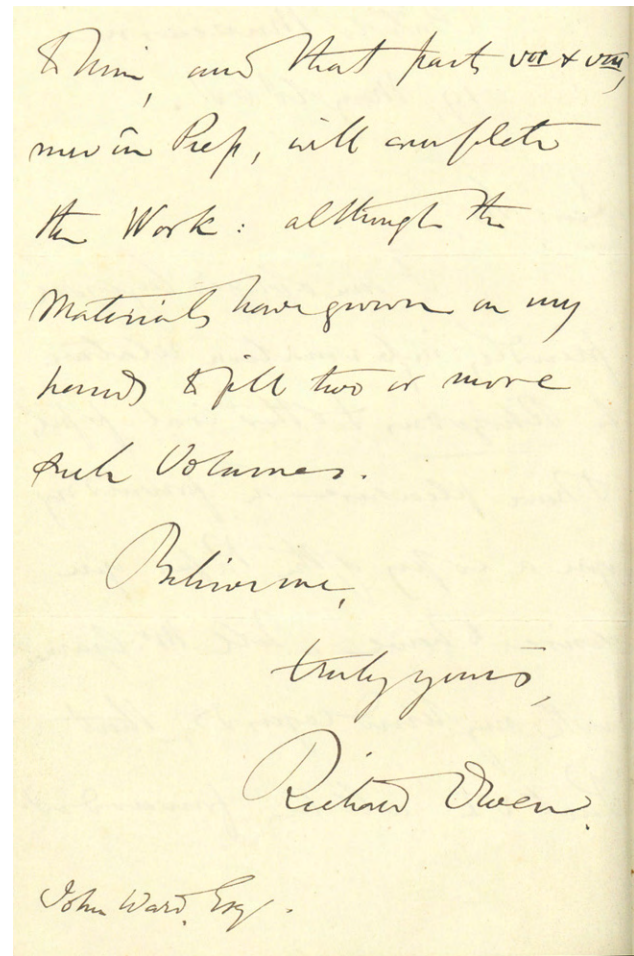 to him, and that parts VII & VIII,
now in Press, will complete
the Work: although the
Materials have grown on my
hands to fill two or more
such Volumes.
Believe me,
truly yours,
Richard Owen.
John Ward, Esq.